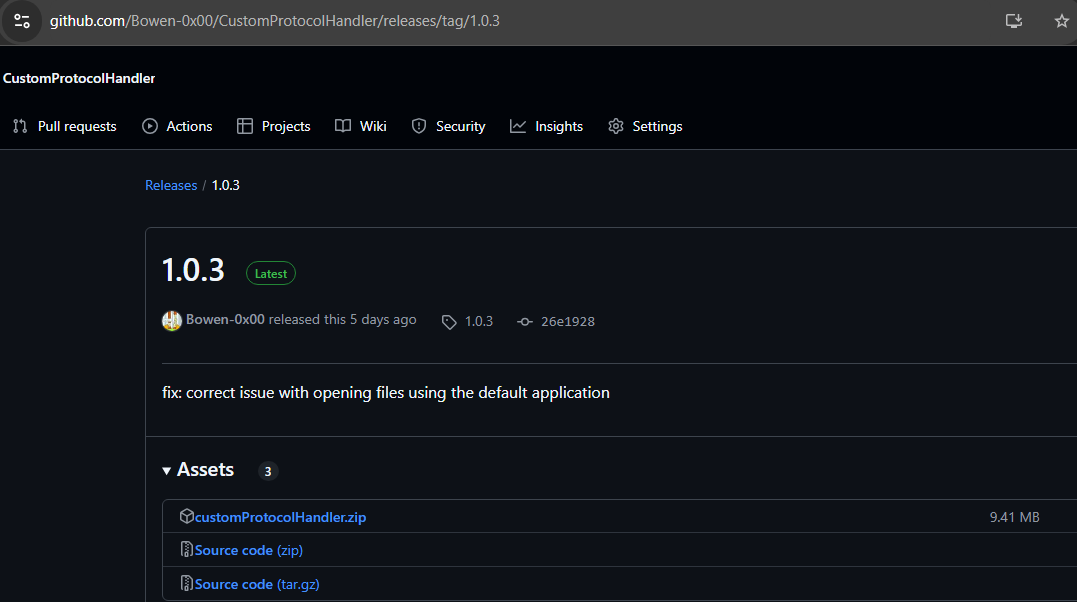 github.com/Bowen-0x00/CustomProtocolHandler/releases/tag/1.0.3
CustomProtocolHandler
Pull requests Actions Projects Wiki Security Insights Settings
Releases / 1.0.3
1.0.3 Latest
Bowen-0x00 released this 5 days ago 1.0.3 26e1928
fix: correct issue with opening files using the default application
Assets 3
customProtocolHandler.zip 9.41 MB
Source code (zip)
Source code (tar.gz)